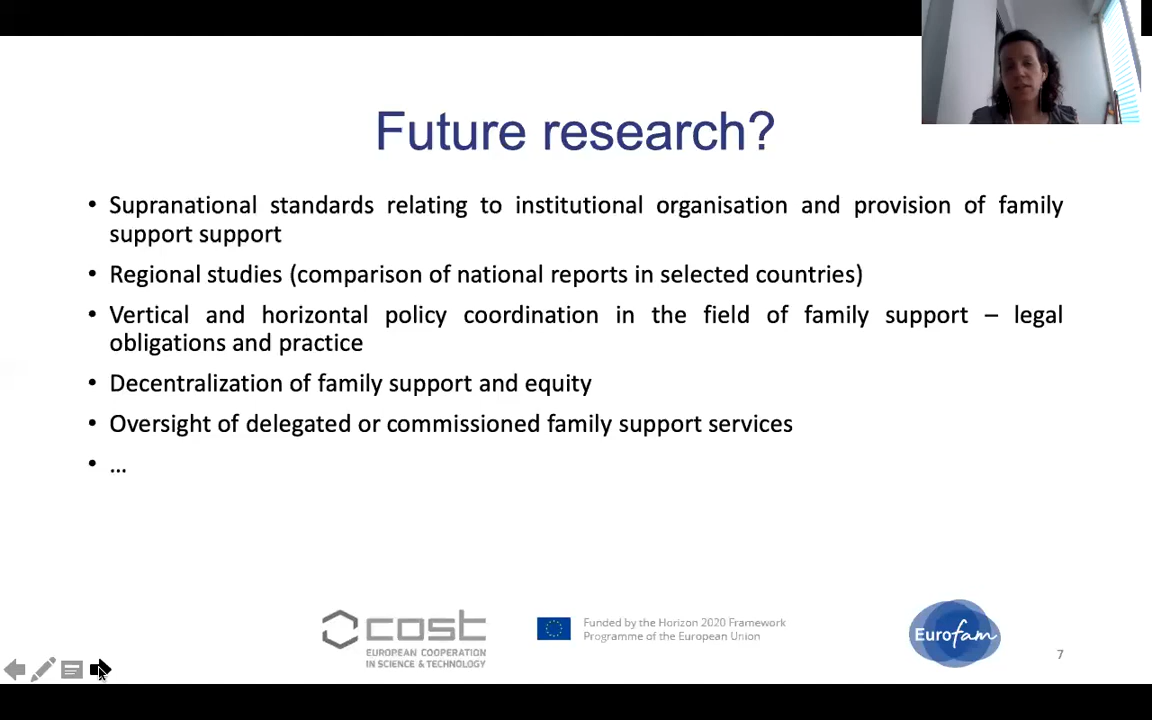 Future research?
• Supranational standards relating to institutional organisation and provision of family
support support
• Regional studies (comparison of national reports in selected countries)
• Vertical and horizontal policy coordination in the field of family support – legal
obligations and practice
• Decentralization of family support and equity
• Oversight of delegated or commissioned family support services
• ...
cost
EUROPEAN COOPERATION
IN SCIENCE & TECHNOLOGY
Funded by the Horizon 2020 Framework
Programme of the European Union
Eurofam
7